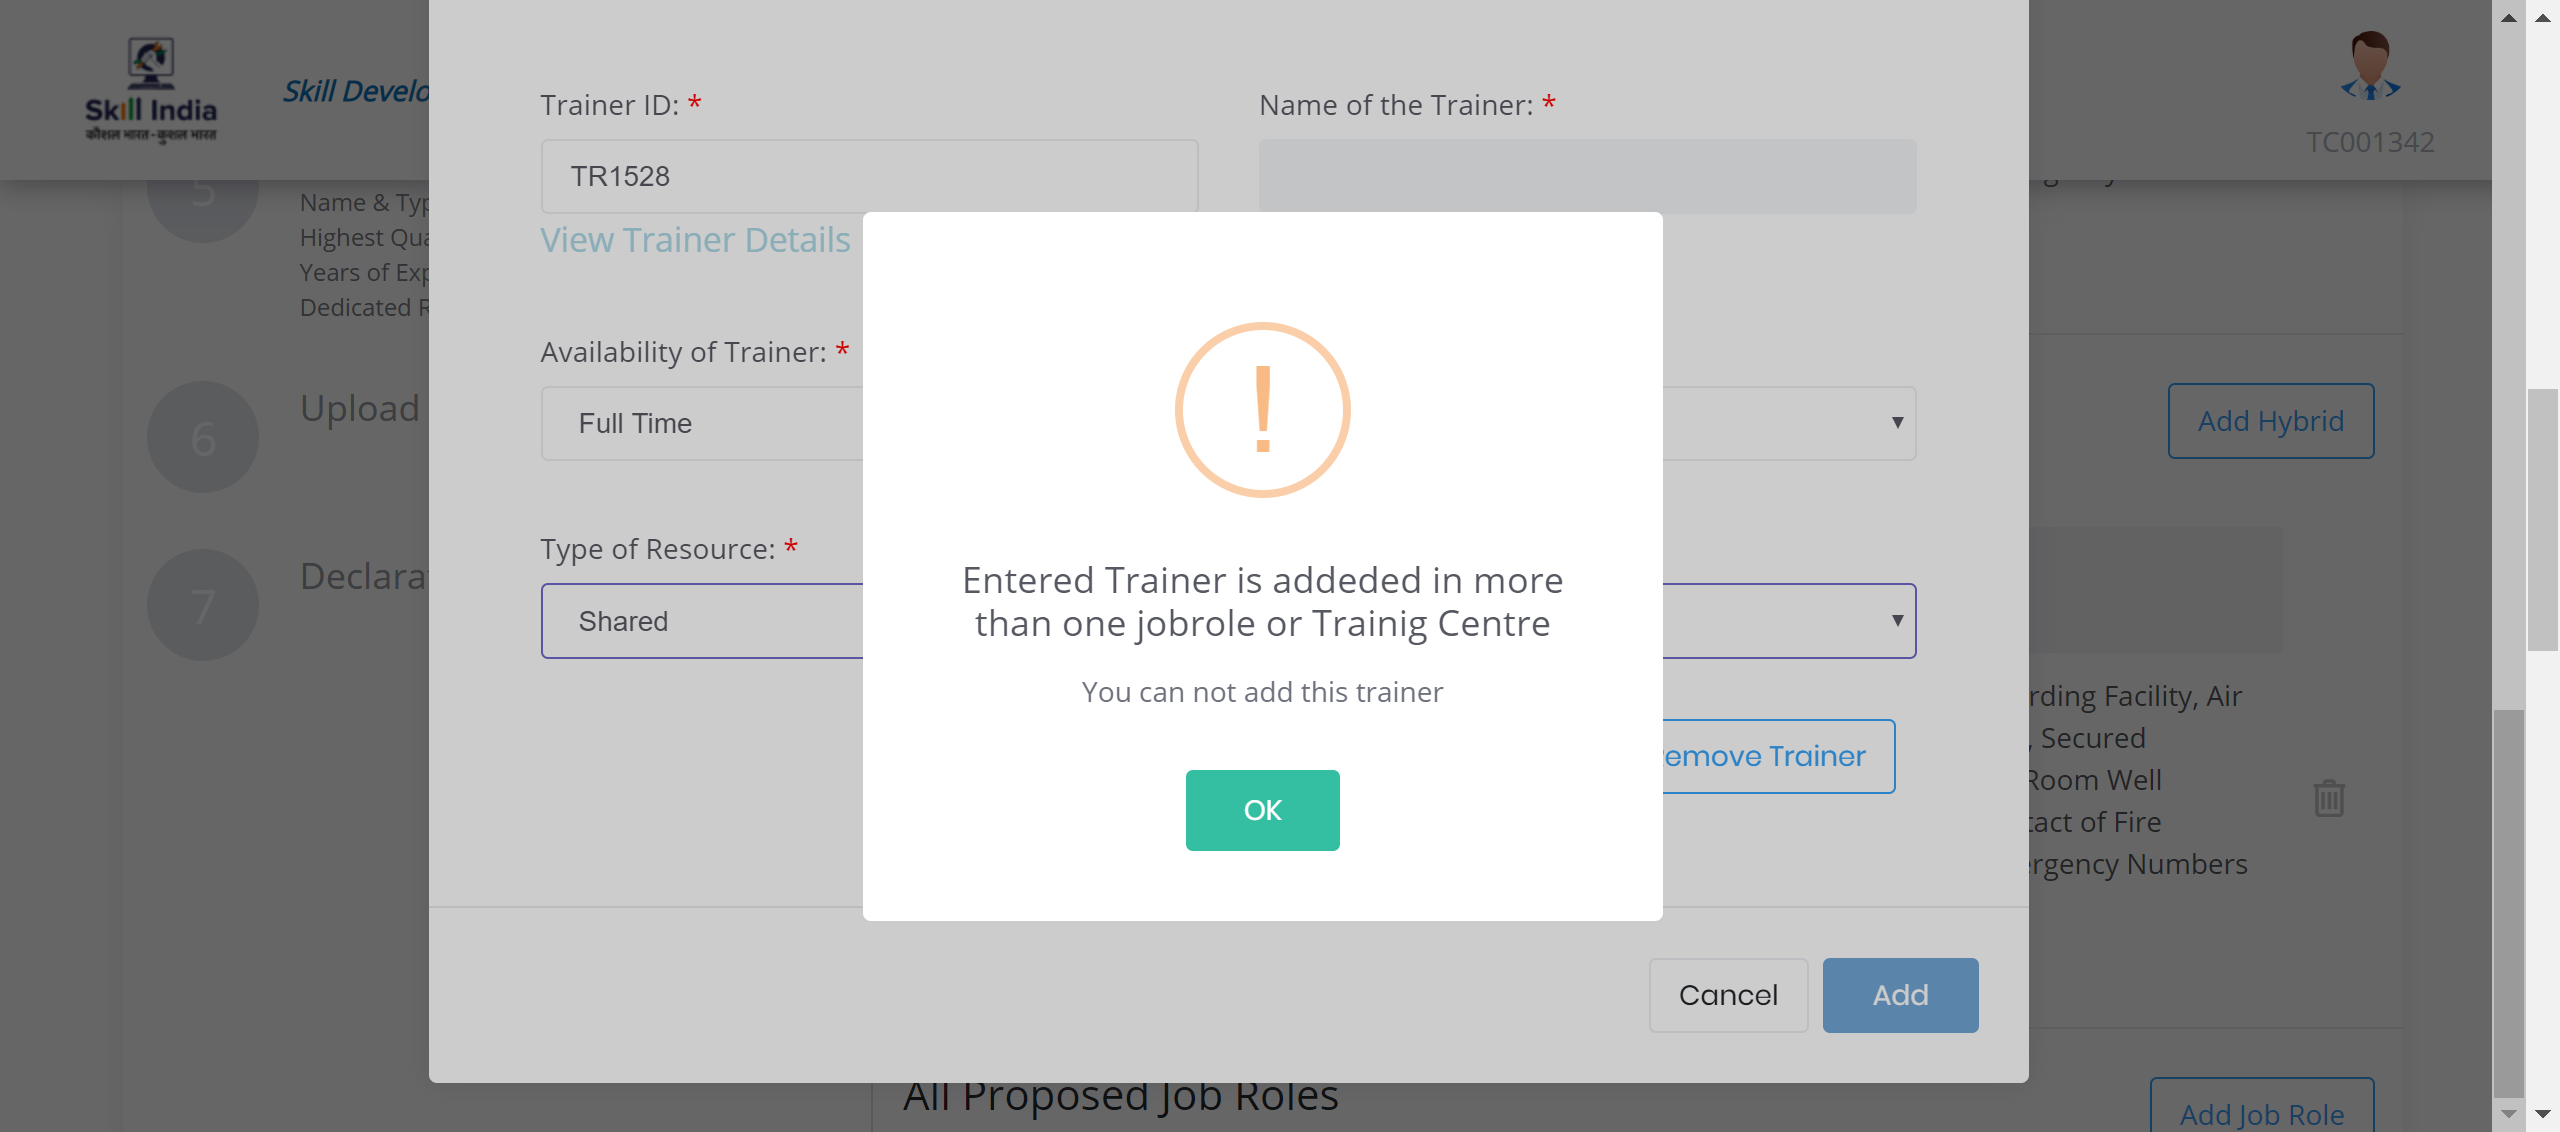 Skill India
कौशल भारत - कुशल भारत
Skill Develo
TC001342
Trainer ID: *
Name of the Trainer: *
TR1528
View Trainer Details
5
Name & Typ
Highest Qua
Years of Exp
Dedicated R
Availability of Trainer: *
Full Time
6
Upload
Add Hybrid
Type of Resource: *
Shared
7
Declarat
Entered Trainer is addeded in more
than one jobrole or Trainig Centre
You can not add this trainer
OK
emove Trainer
rding Facility, Air
, Secured
Room Well
tact of Fire
ergency Numbers
Cancel
Add
All Proposed Job Roles
Add Job Role